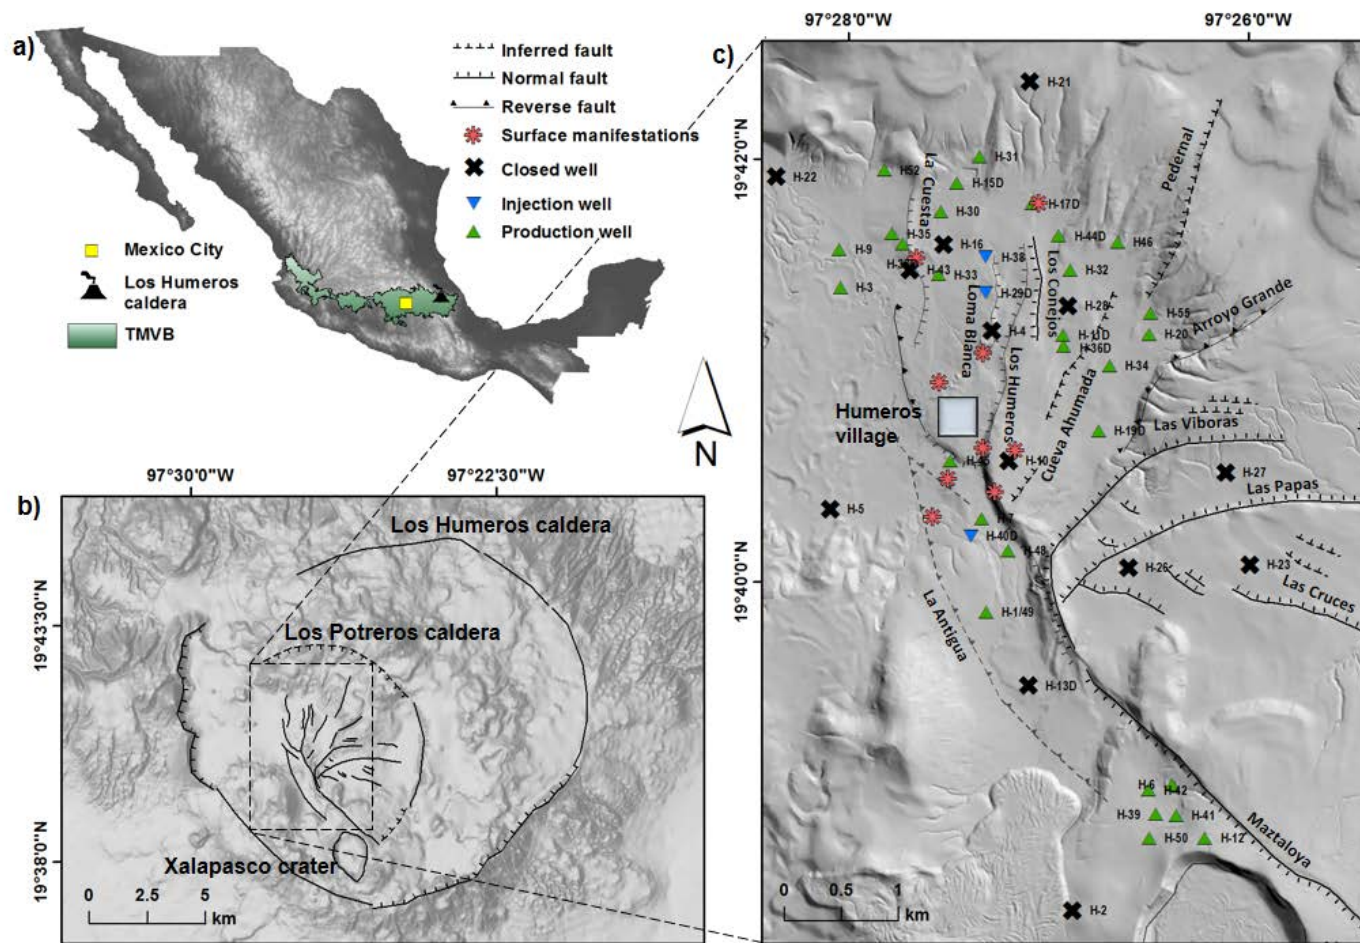 a)
Inferred fault
Normal fault
Reverse fault
Surface manifestations
Closed well
Injection well
Production well
Mexico City
Los Humeros
caldera
TMVB
N
b)
97°30'0"W
97°22'30"W
19°43'30"N
19°38'0"N
Los Humeros caldera
Los Potreros caldera
Xalapasco crater
0 2.5 5
km
c)
97°28'0"W
97°26'0"W
19°42'0"N
19°40'0"N
H-21
H-31
H-22
H52
La Cuesta
H-15D
H-17D
Pedernal
H-30
H-35
H-16
H-44D
H-46
H-9
H-38
Los Conejos
H-43
H-33
H-32
H-3
H-29D
Loma Blanca
H-28
H-55
Arroyo Grande
H-4
H-20
H-36D
Los Humeros
H-34
Cueva Ahumada
Humeros
village
H-19D
Las Viboras
H-10
H-27
Las Papas
H-5
H-40D
H-48
H-26
H-23
Las Cruces
H-1/49
La Antigua
H-13D
H-6
H-42
H-39
H-41
Maztaloya
H-50
H-12
0 0.5 1
km
H-2